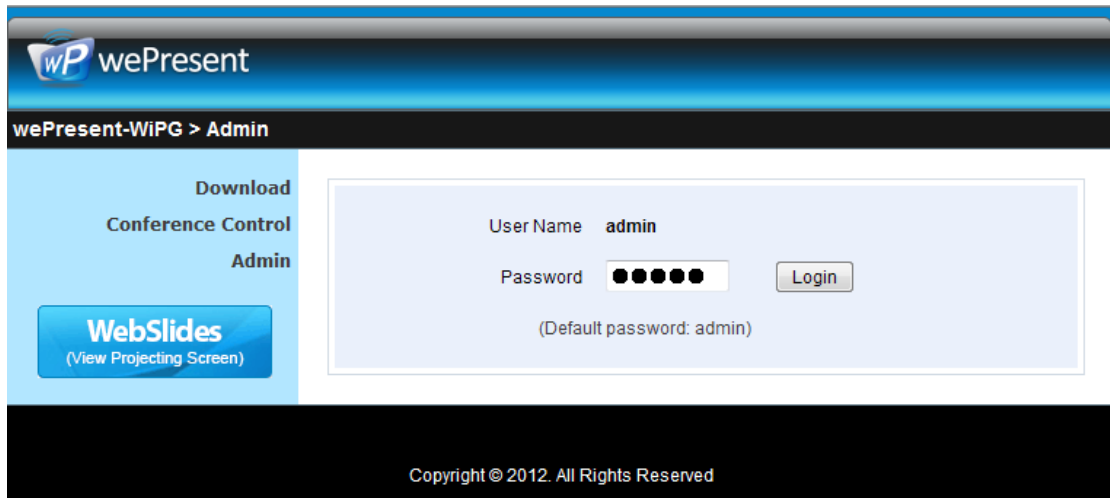 wP wePresent
wePresent-WiPG > Admin
Download
Conference Control
Admin
WebSlides
(View Projecting Screen)
User Name admin
Password ●●●●● Login
(Default password: admin)
Copyright © 2012. All Rights Reserved